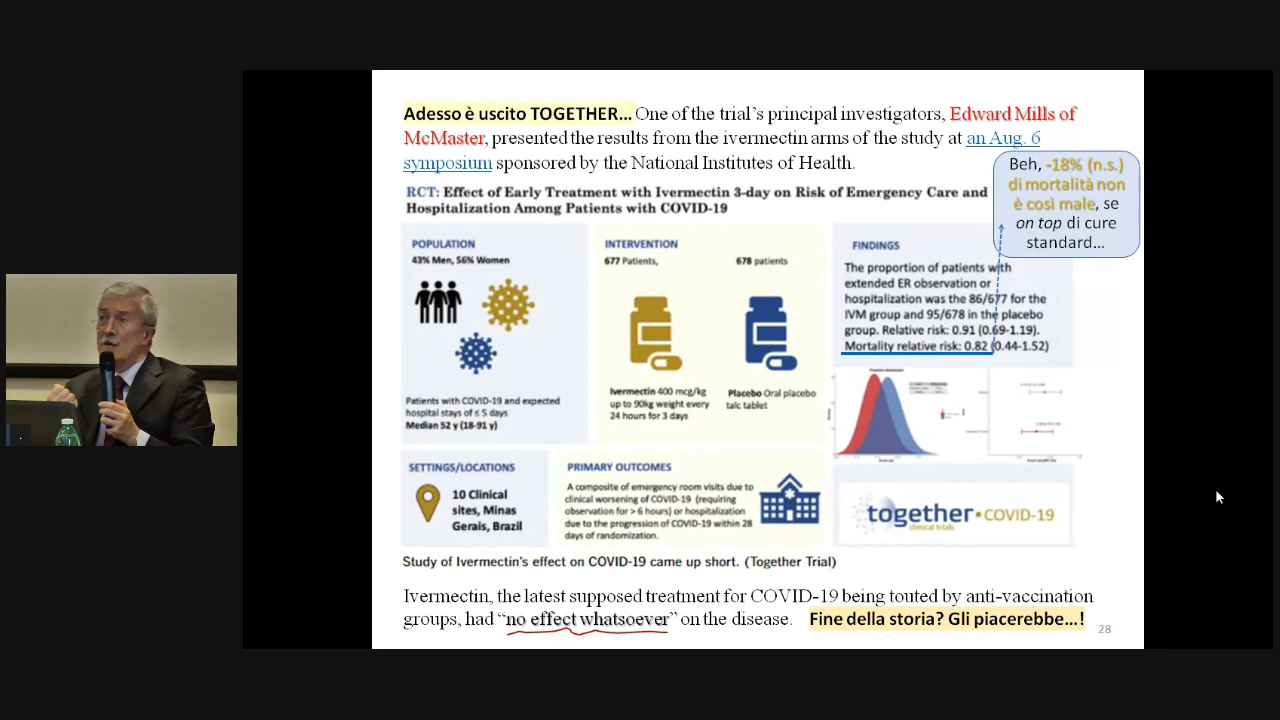 Adesso è uscito TOGETHER... One of the trial's principal investigators, Edward Mills of
McMaster, presented the results from the ivermectin arms of the study at an Aug. 6
symposium sponsored by the National Institutes of Health.
Beh, -18% (n.s.)
di mortalità non
è così male, se
on top di cure
standard...
RCT: Effect of Early Treatment with Ivermectin 3-day on Risk of Emergency Care and
Hospitalization Among Patients with COVID-19
POPULATION
43% Men, 56% Women
Patients with COVID-19 and expected
hospital stays of ≤ 5 days
Median 52 y (18-91 y)
INTERVENTION
677 Patients,
678 patients
Ivermectin 400 mcg/kg
up to 90kg weight every
24 hours for 3 days
Placebo Oral placebo
talc tablet
FINDINGS
The proportion of patients with
extended ER observation or
hospitalization was the 86/677 for the
IVM group and 95/678 in the placebo
group. Relative risk: 0.91 (0.69-1.19).
Mortality relative risk: 0.82 (0.44-1.52)
SETTINGS/LOCATIONS
10 Clinical
sites, Minas
Gerais, Brazil
PRIMARY OUTCOMES
A composite of emergency room visits due to
clinical worsening of COVID-19 (requiring
observation for > 6 hours) or hospitalization
due to the progression of COVID-19 within 28
days of randomization.
together COVID-19
clinical trials
Study of Ivermectin's effect on COVID-19 came up short. (Together Trial)
Ivermectin, the latest supposed treatment for COVID-19 being touted by anti-vaccination
groups, had “no effect whatsoever” on the disease. Fine della storia? Gli piacerebbe...!
28